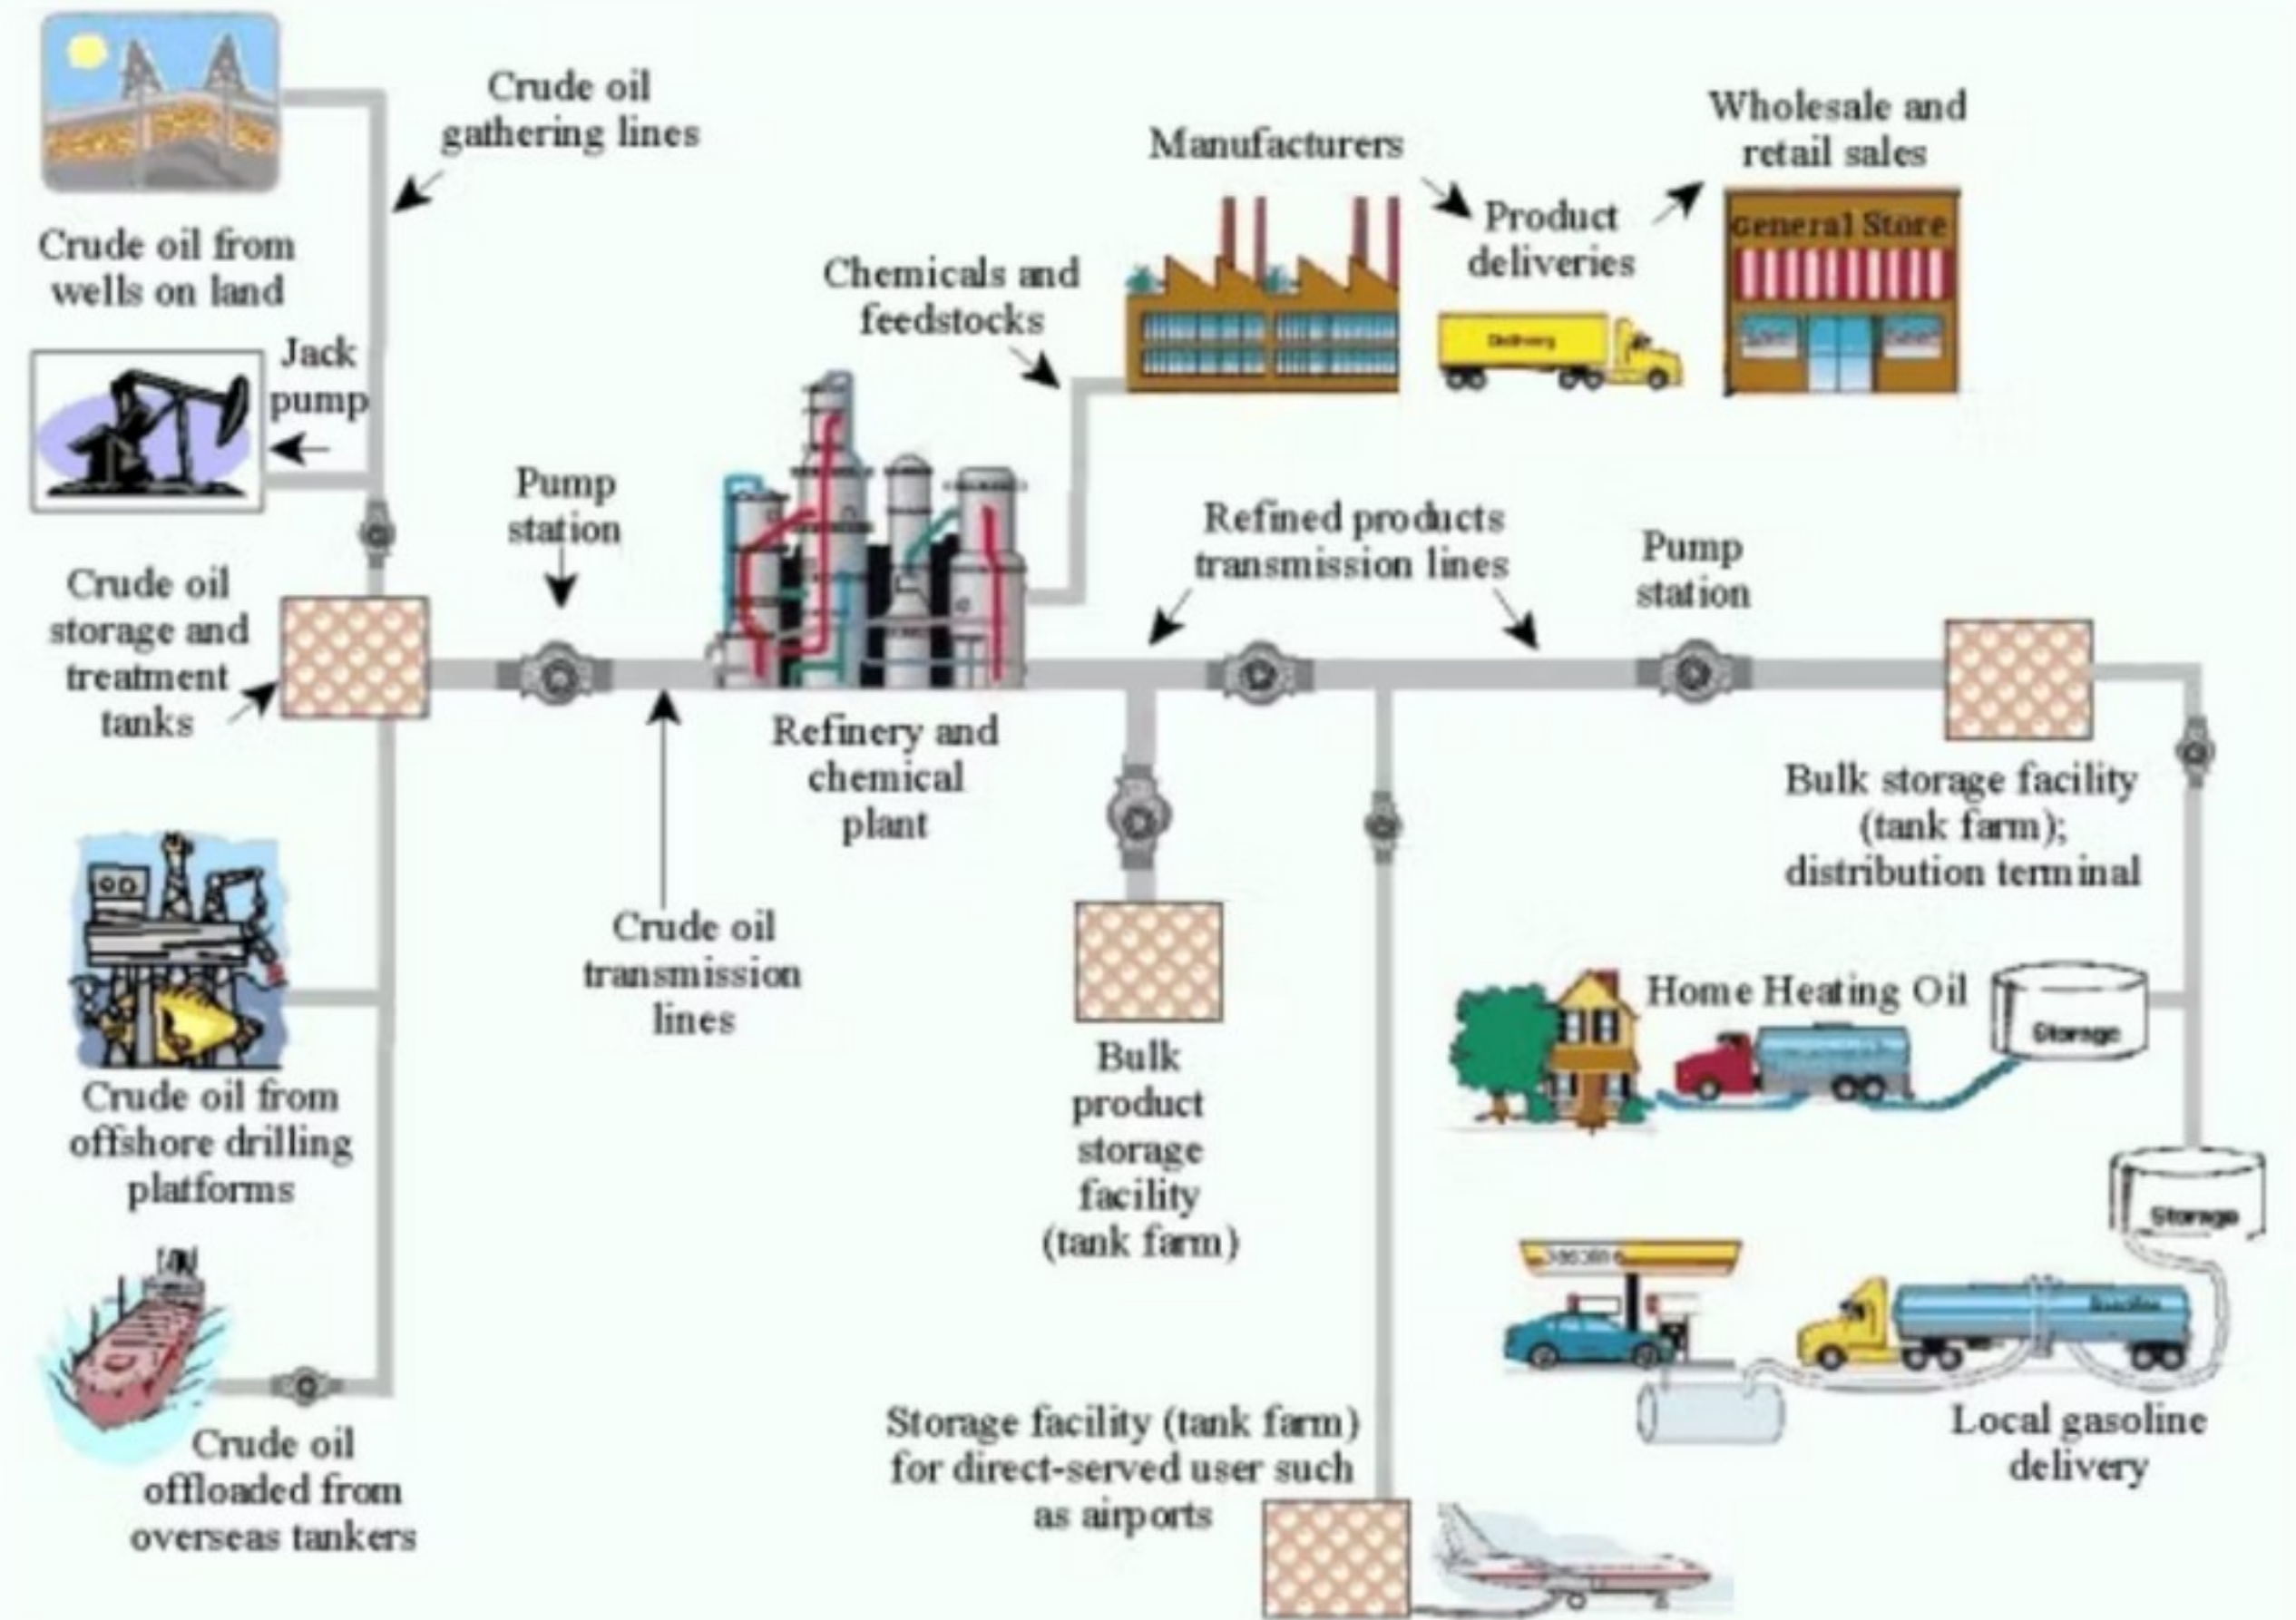 Crude oil
gathering lines
Crude oil from
wells on land
Jack
pump
Manufacturers
Wholesale and
retail sales
Product
deliveries
General Store
Delivery
Chemicals and
feedstocks
Pump
station
Crude oil
storage and
treatment
tanks
Refined products
transmission lines
Pump
station
Refinery and
chemical
plant
Crude oil
transmission
lines
Bulk storage facility
(tank farm);
distribution terminal
Crude oil from
offshore drilling
platforms
Bulk
product
storage
facility
(tank farm)
Home Heating Oil
Storage
Storage
Gasoline
Local gasoline
delivery
Crude oil
offloaded from
overseas tankers
Storage facility (tank farm)
for direct-served user such
as airports